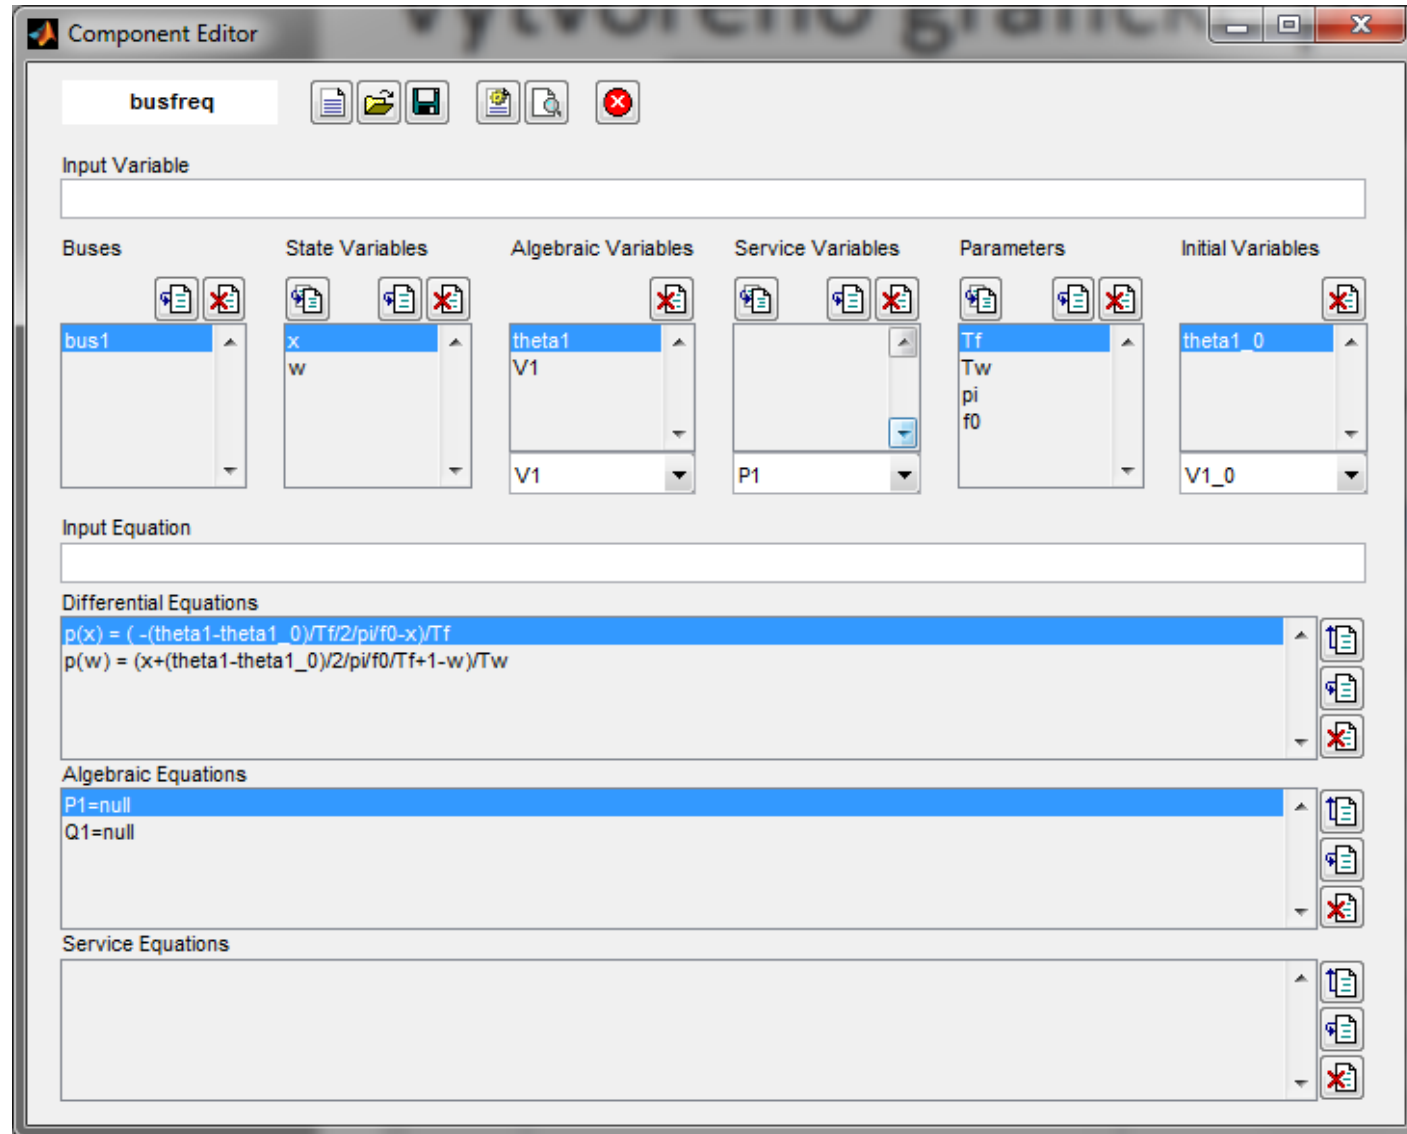 vytvořeno grafick
Component Editor
busfreq
Input Variable
Buses State Variables Algebraic Variables Service Variables Parameters Initial Variables
bus1 x theta1 Tf theta1_0
w V1 Tw
pi
f0
V1 P1 V1_0
Input Equation
Differential Equations
p(x) = ( -(theta1-theta1_0)/Tf/2/pi/f0-x)/Tf
p(w) = (x+(theta1-theta1_0)/2/pi/f0/Tf+1-w)/Tw
Algebraic Equations
P1=null
Q1=null
Service Equations